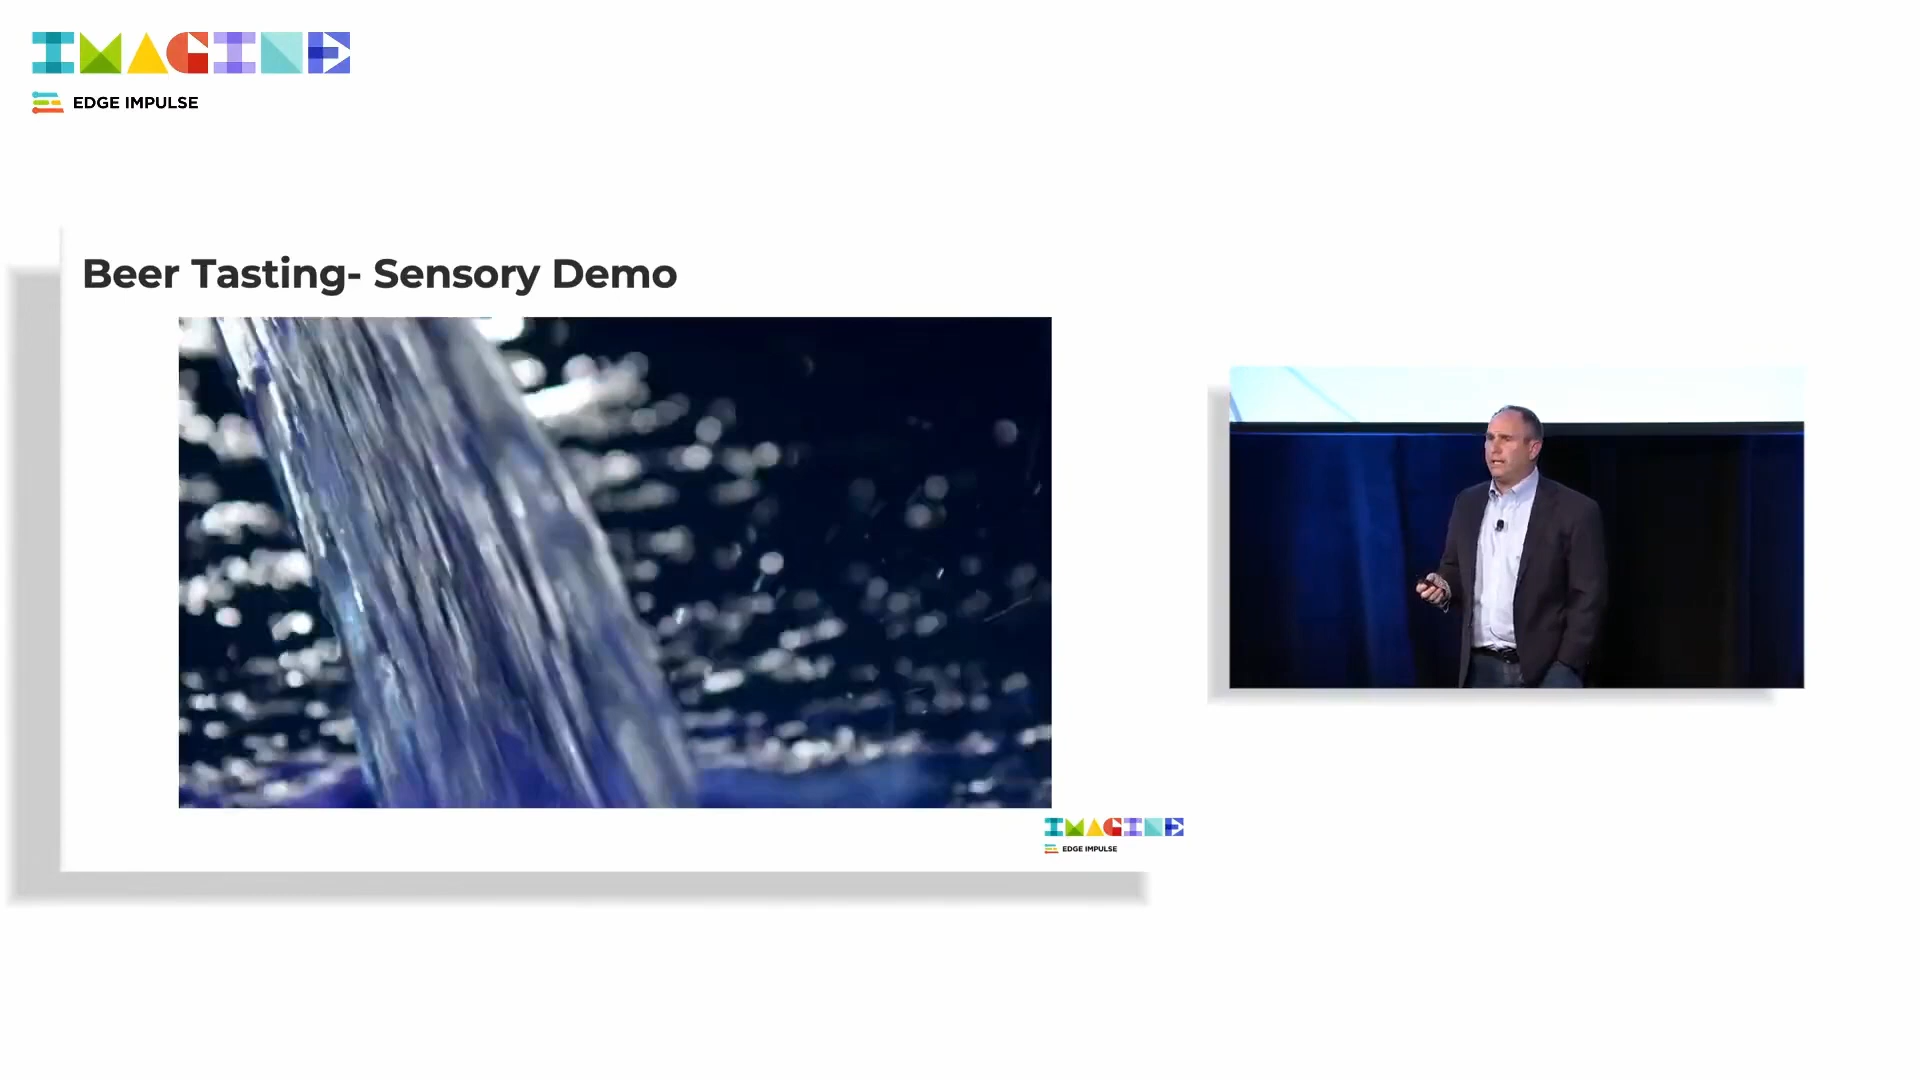 IMAGINE
EDGE IMPULSE
Beer Tasting- Sensory Demo
IMAGINE
EDGE IMPULSE